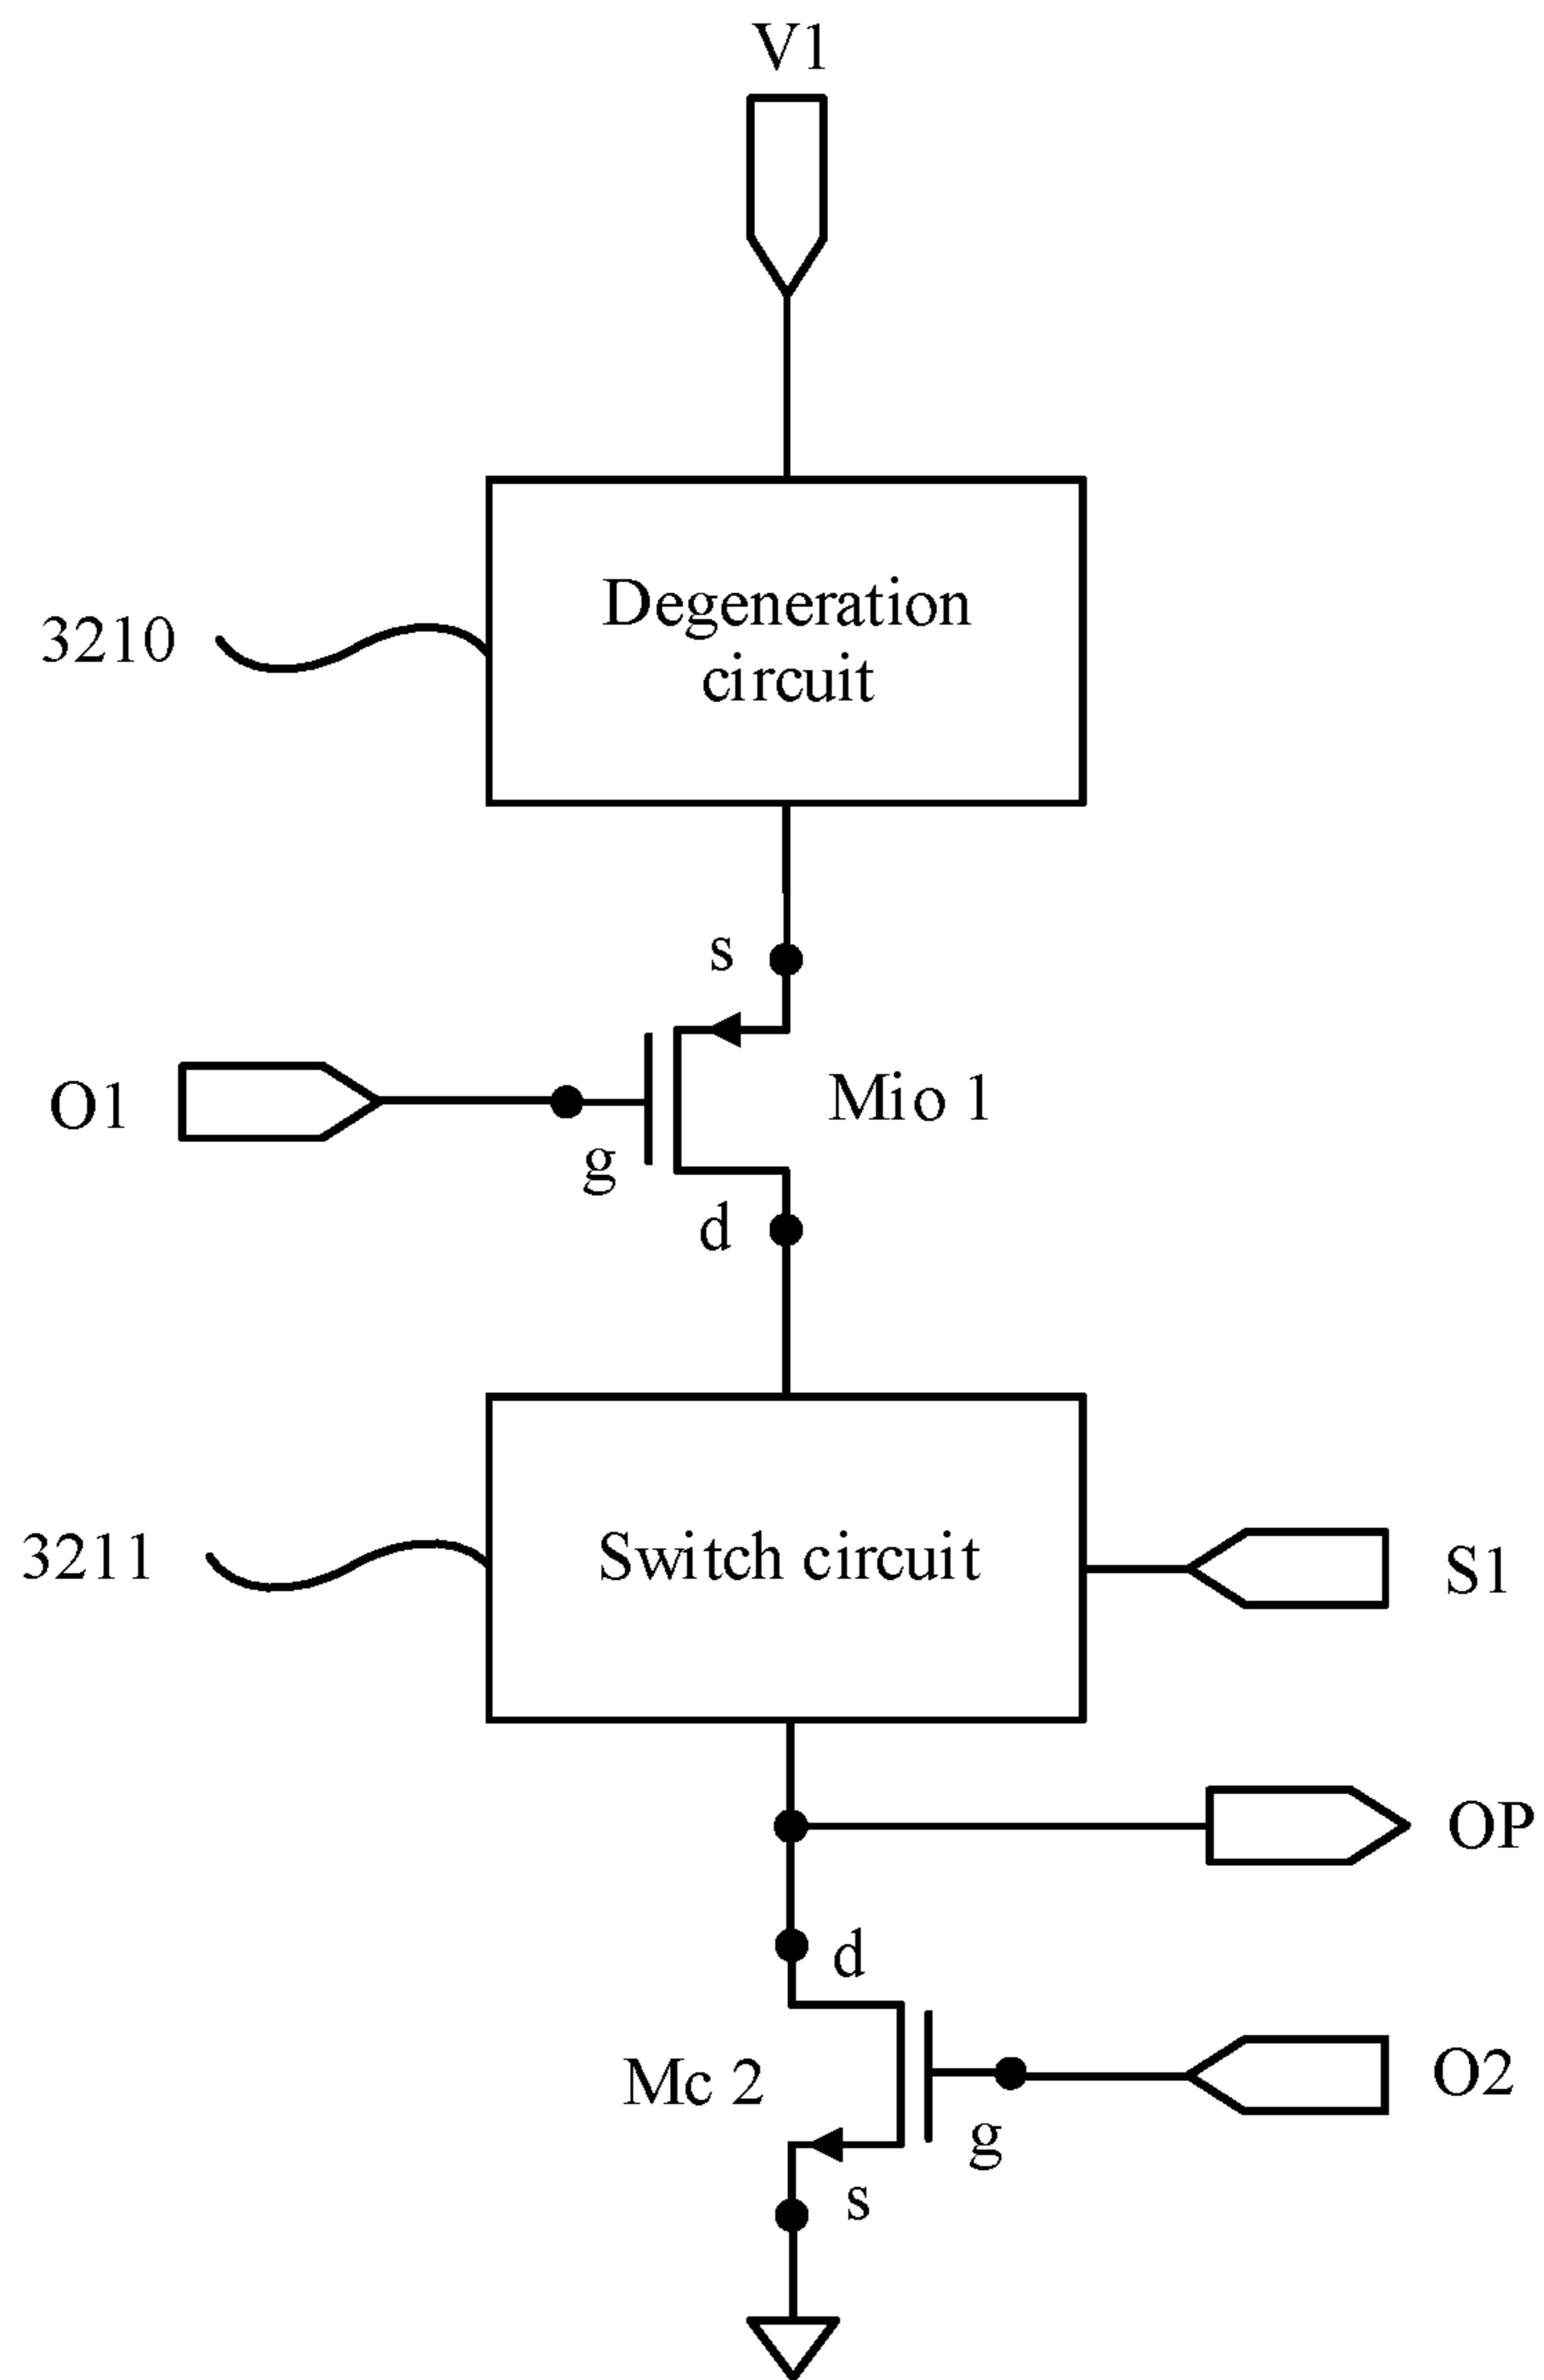 V1
Degeneration
circuit
3210
s
O1
Mio 1
g
d
Switch circuit
3211
S1
OP
d
Mc 2
O2
g
s